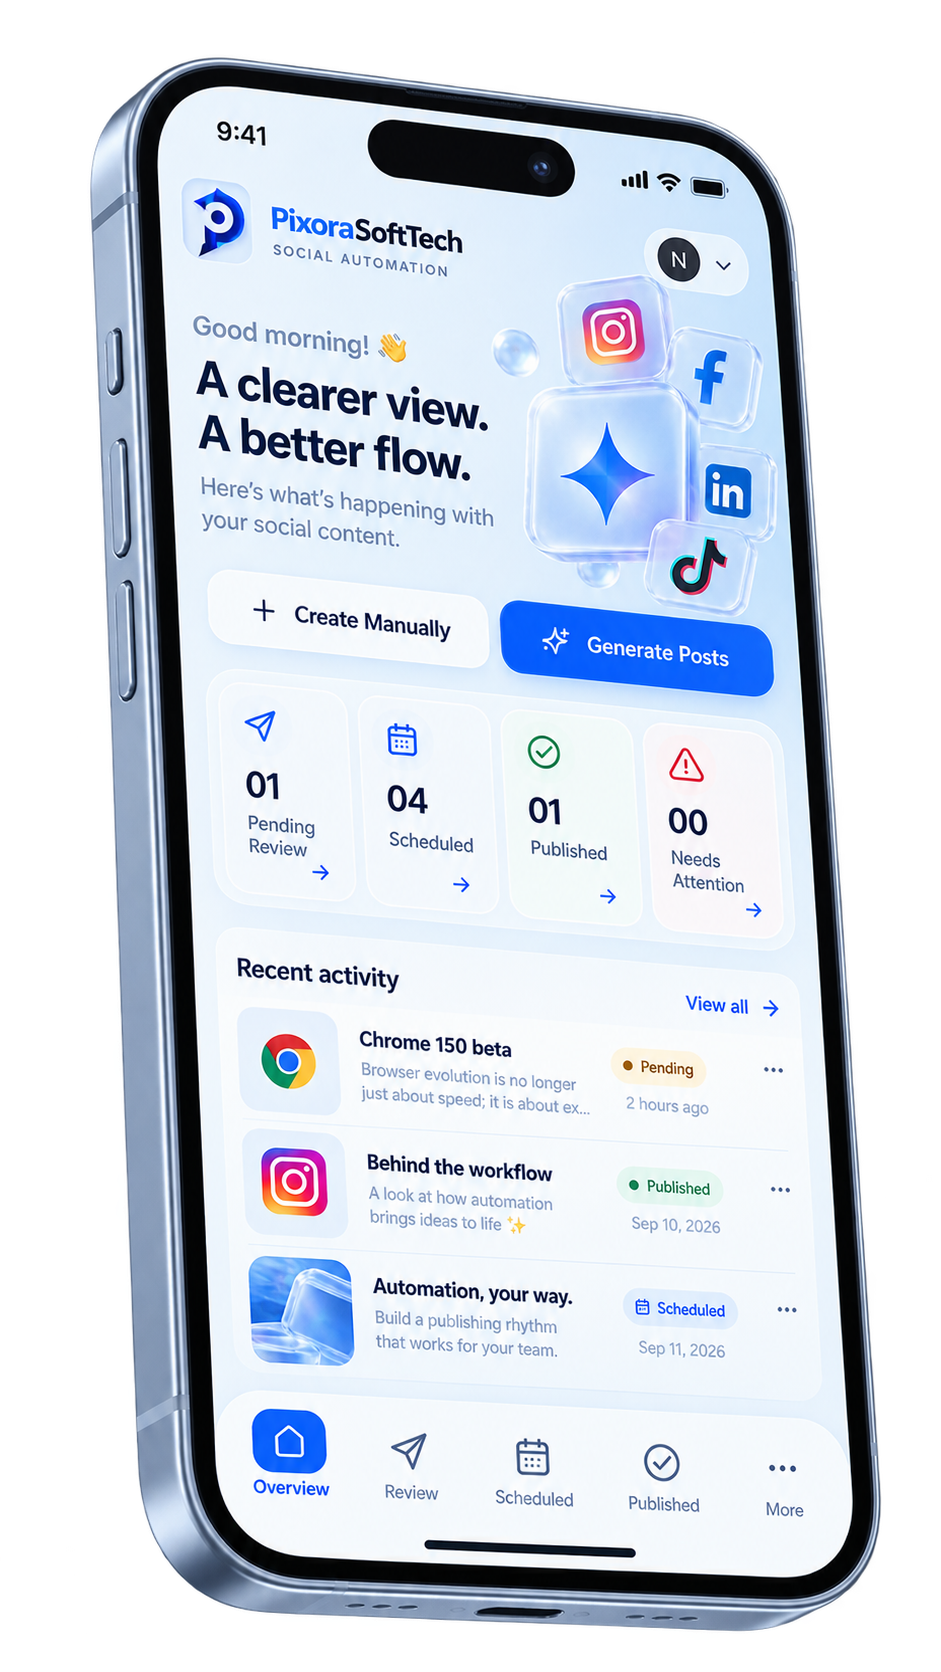 9:41
PixoraSoftTech
SOCIAL AUTOMATION
N
Good morning! 👋
A clearer view.
A better flow.
Here's what's happening with
your social content.
in
+ Create Manually
Generate Posts
01
Pending
Review
04
Scheduled
01
Published
00
Needs
Attention
Recent activity
View all
Chrome 150 beta
Browser evolution is no longer
just about speed; it is about ex...
Pending
2 hours ago
Behind the workflow
A look at how automation
brings ideas to life ✨
Published
Sep 10, 2026
Automation, your way.
Build a publishing rhythm
that works for your team.
Scheduled
Sep 11, 2026
Overview
Review
Scheduled
Published
More